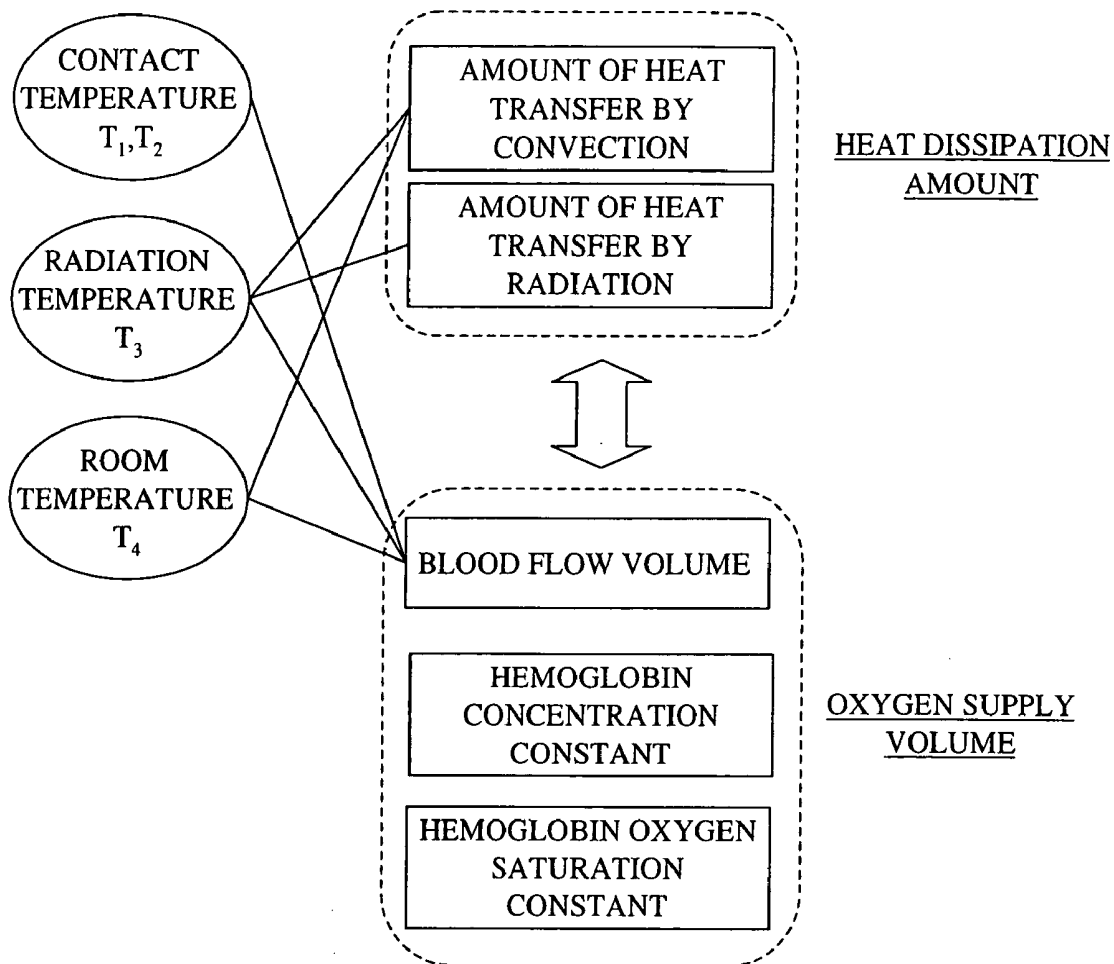 CONTACT
TEMPERATURE
T₁,T₂
RADIATION
TEMPERATURE
T₃
ROOM
TEMPERATURE
T₄
AMOUNT OF HEAT
TRANSFER BY
CONVECTION
AMOUNT OF HEAT
TRANSFER BY
RADIATION
HEAT DISSIPATION
AMOUNT
BLOOD FLOW VOLUME
HEMOGLOBIN
CONCENTRATION
CONSTANT
HEMOGLOBIN OXYGEN
SATURATION
CONSTANT
OXYGEN SUPPLY
VOLUME